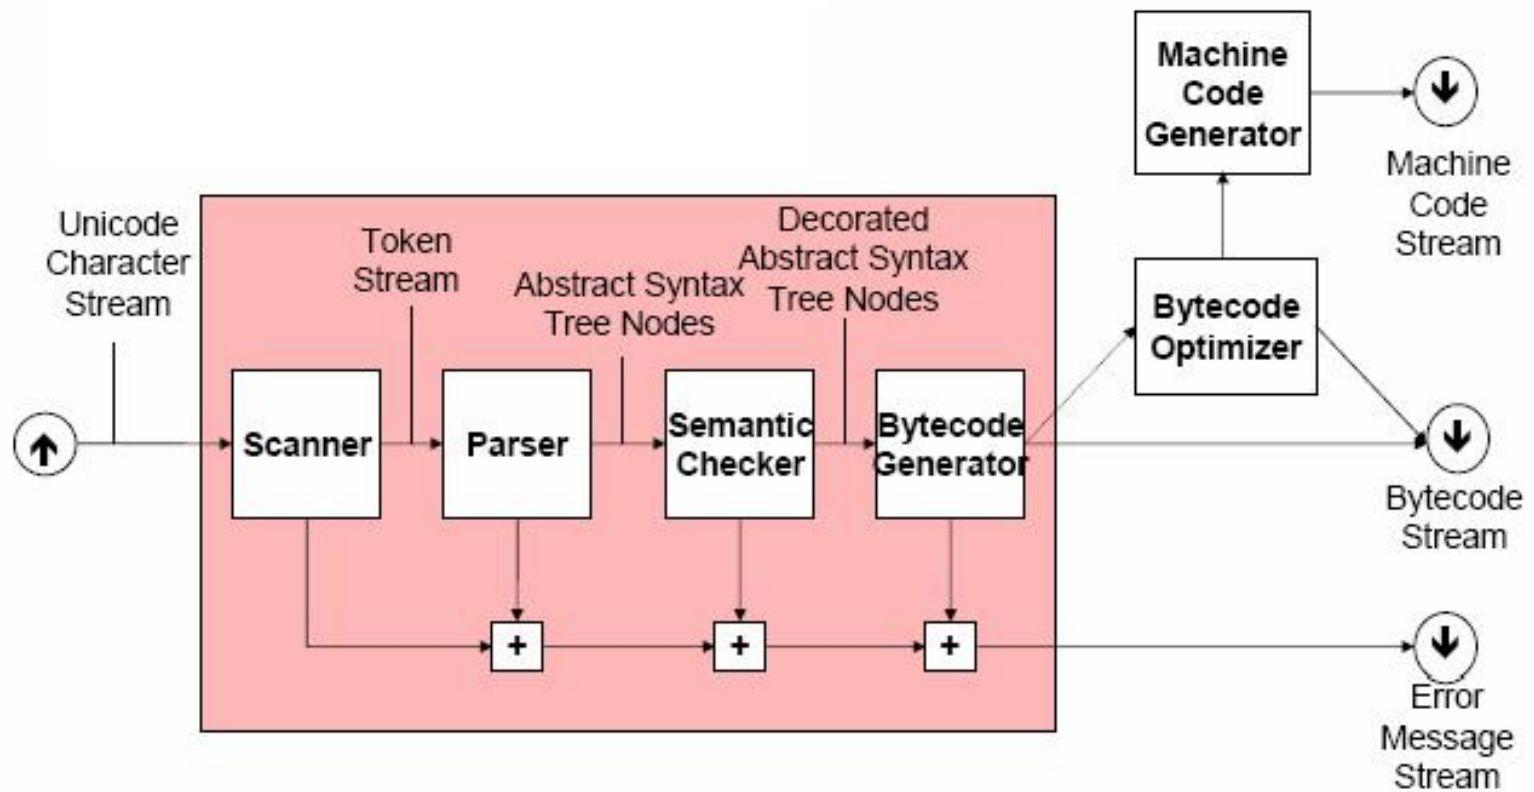 Machine
Code
Generator
Machine
Code
Stream
Unicode
Character
Stream
Token
Stream
Abstract Syntax
Tree Nodes
Decorated
Abstract Syntax
Tree Nodes
Bytecode
Optimizer
Scanner
Parser
Semantic
Checker
Bytecode
Generator
Bytecode
Stream
+
+
+
Error
Message
Stream